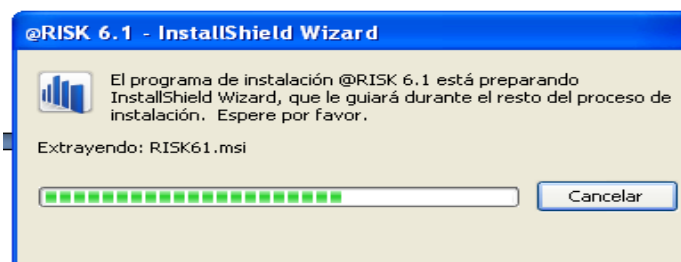 @RISK 6.1 - InstallShield Wizard
El programa de instalación @RISK 6.1 está preparando
InstallShield Wizard, que le guiará durante el resto del proceso de
instalación. Espere por favor.
Extrayendo: RISK61.msi
Cancelar